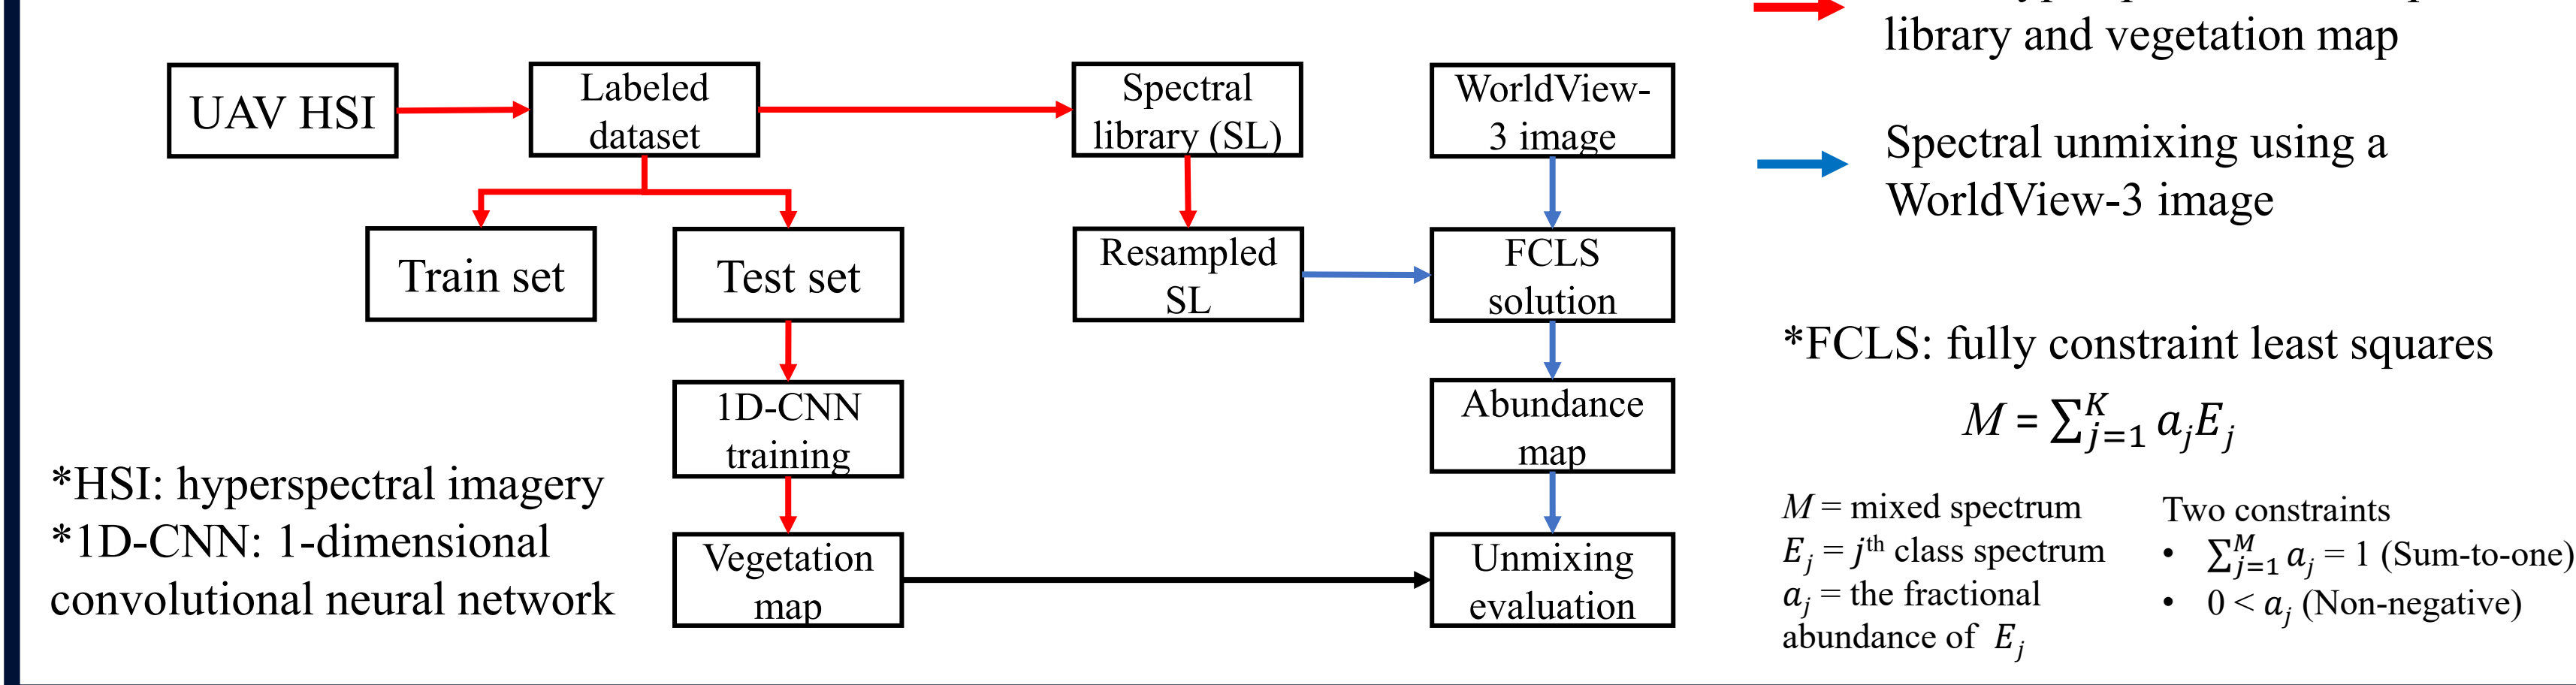 library and vegetation map
UAV HSI
Labeled
dataset
Spectral
library (SL)
WorldView-
3 image
Spectral unmixing using a
WorldView-3 image
Train set
Test set
Resampled
SL
FCLS
solution
*FCLS: fully constraint least squares
M = ∑_{j=1}^{K} a_j E_j
1D-CNN
training
Abundance
map
*HSI: hyperspectral imagery
*1D-CNN: 1-dimensional
convolutional neural network
Vegetation
map
Unmixing
evaluation
M = mixed spectrum
E_j = jth class spectrum
a_j = the fractional
abundance of E_j
Two constraints
• ∑_{j=1}^{M} a_j = 1 (Sum-to-one)
• 0 < a_j (Non-negative)